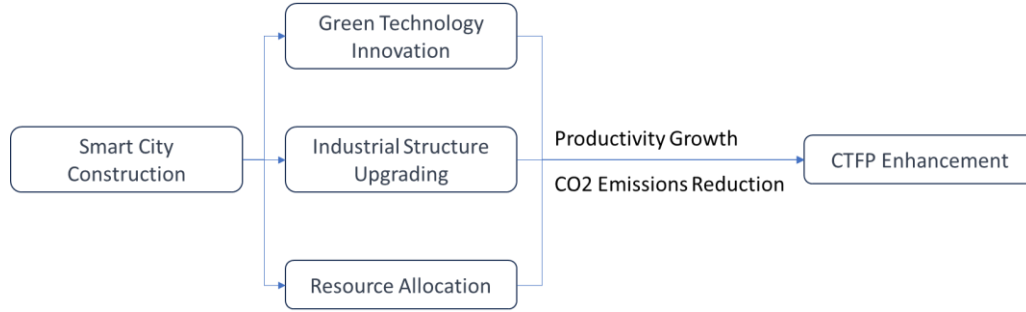 Green Technology
Innovation
Smart City
Construction
Industrial Structure
Upgrading
Productivity Growth
CO2 Emissions Reduction
CTFP Enhancement
Resource Allocation